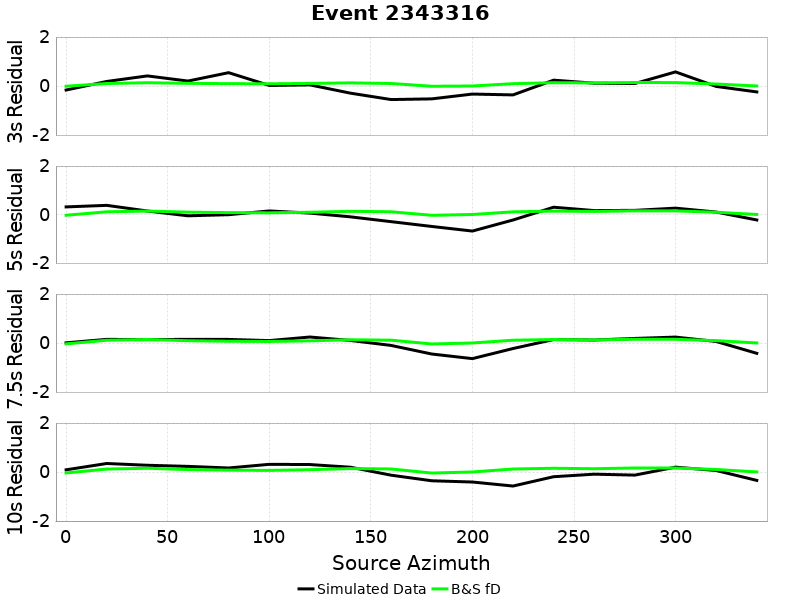 Event 2343316
2
0
-2
3s Residual
2
0
-2
5s Residual
2
0
-2
7.5s Residual
2
0
-2
10s Residual
0 50 100 150 200 250 300
Source Azimuth
Simulated Data B&S fD